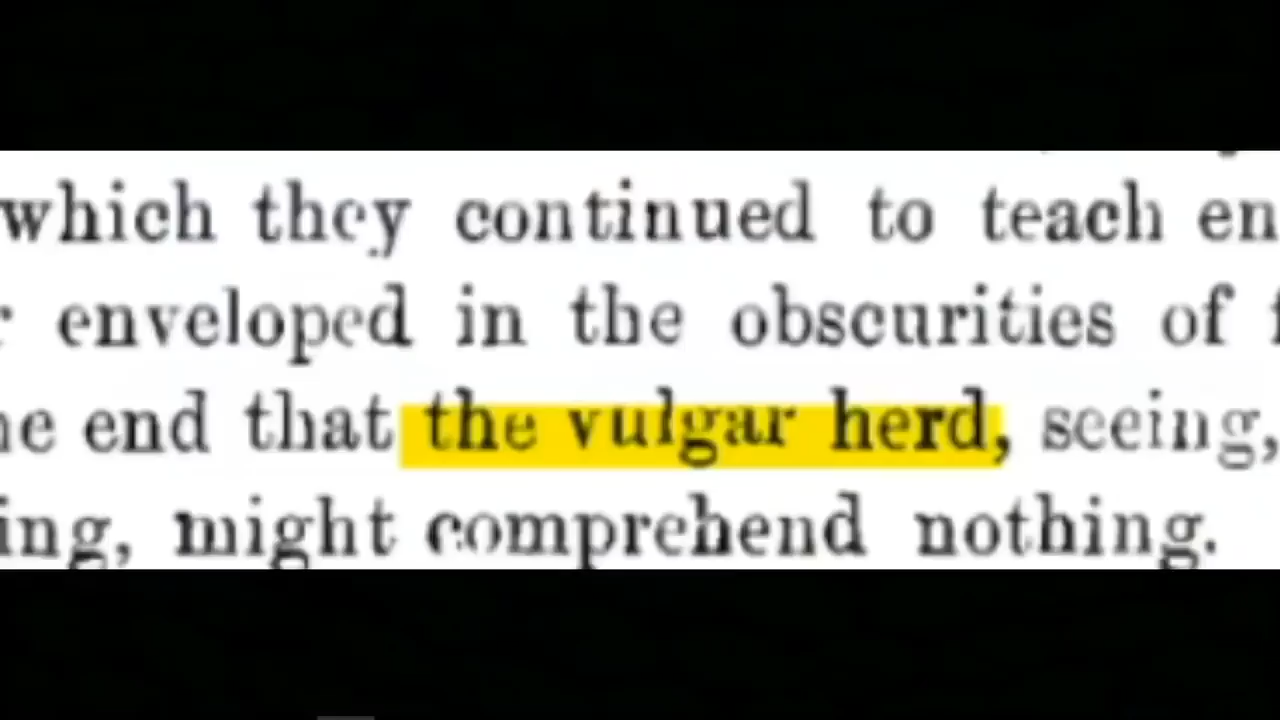 which they continued to teach en
enveloped in the obscurities of
end that the vulgar herd, seeing,
ing, might comprehend nothing.